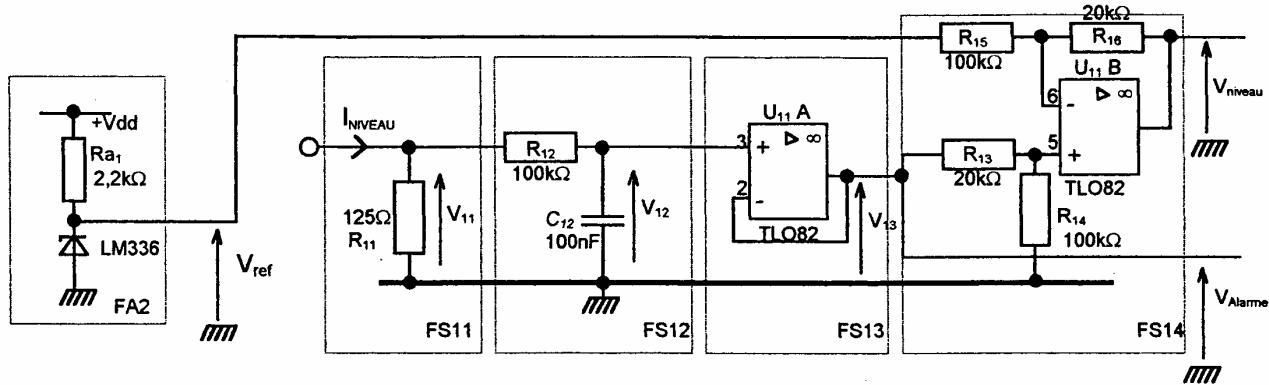 +Vdd
Ra1
2,2kΩ
LM336
FA2
Vref
INIVEAU
125Ω
R11
V11
FS11
R12
100kΩ
C12
100nF
V12
FS12
U11 A
3
+
▷ ∞
2
-
TLO82
V13
FS13
R15
100kΩ
20kΩ
R16
U11 B
▷ ∞
6
-
5
+
TLO82
R13
20kΩ
R14
100kΩ
FS14
Vniveau
VAlarme